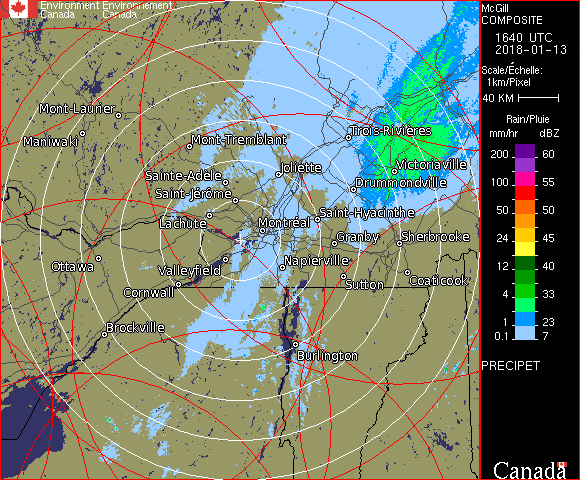 Environment Environnement
Canada Canada
McGill
COMPOSITE
1640 UTC
2018-01-13
Scale/Échelle:
1km/Pixel
40 KM
Rain/Pluie
mm/hr dBZ
200 60
100 55
50 50
24 45
12 40
4 33
1 23
0.1 7
PRECIPET
Canada
Mont-Laurier
Maniwaki
Mont-Tremblant
Trois-Rivières
Joliette
Victoriaville
Sainte-Adèle
Drummondville
Saint-Jérôme
Lachute
Montréal
Saint-Hyacinthe
Granby
Sherbrooke
Ottawa
Valleyfield
Napierville
Cornwall
Sutton
Coaticook
Brockville
Burlington